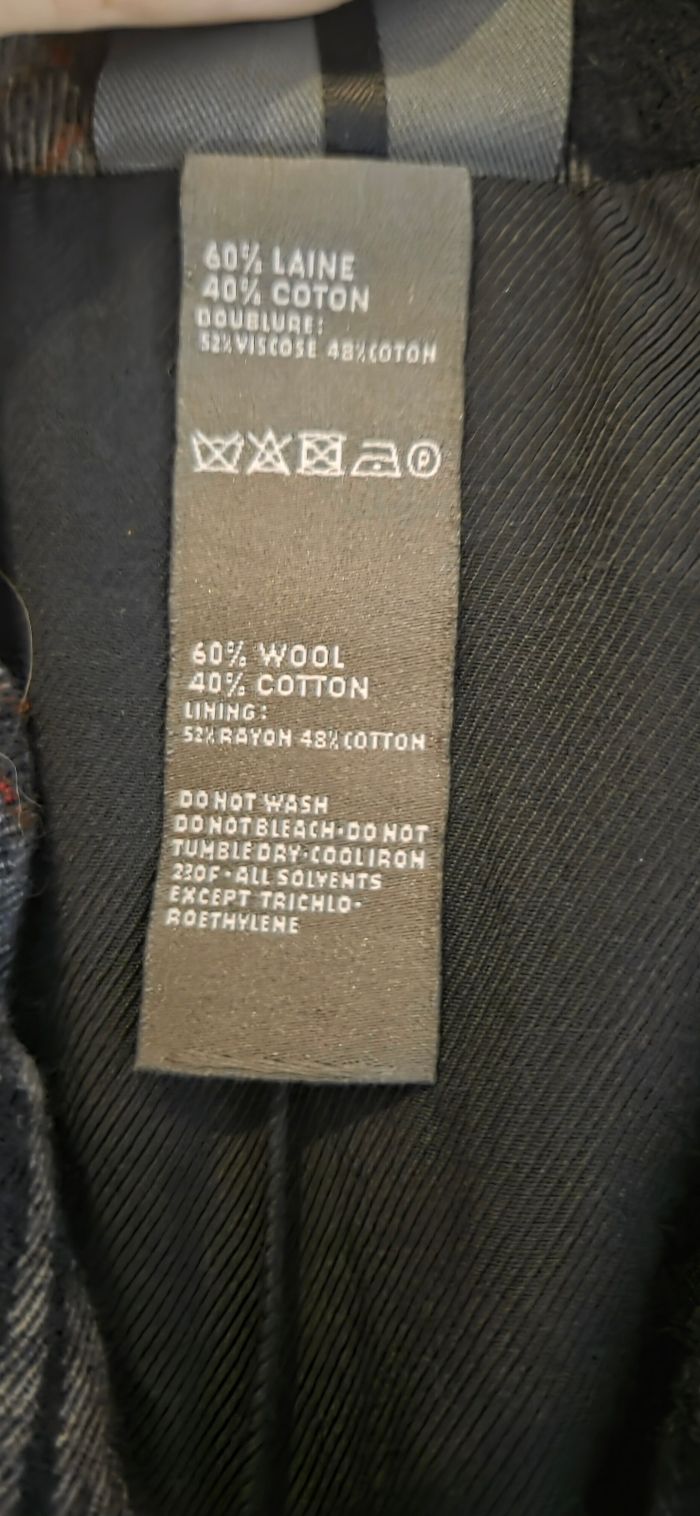 60% LAINE
40% COTON
DOUBLURE:
52% VISCOSE 48% COTON
P
60% WOOL
40% COTTON
LINING:
52% RAYON 48% COTTON
DO NOT WASH
DO NOT BLEACH·DO NOT
TUMBLE DRY·COOL IRON
230F·ALL SOLVENTS
EXCEPT TRICHLO-
ROETHYLENE